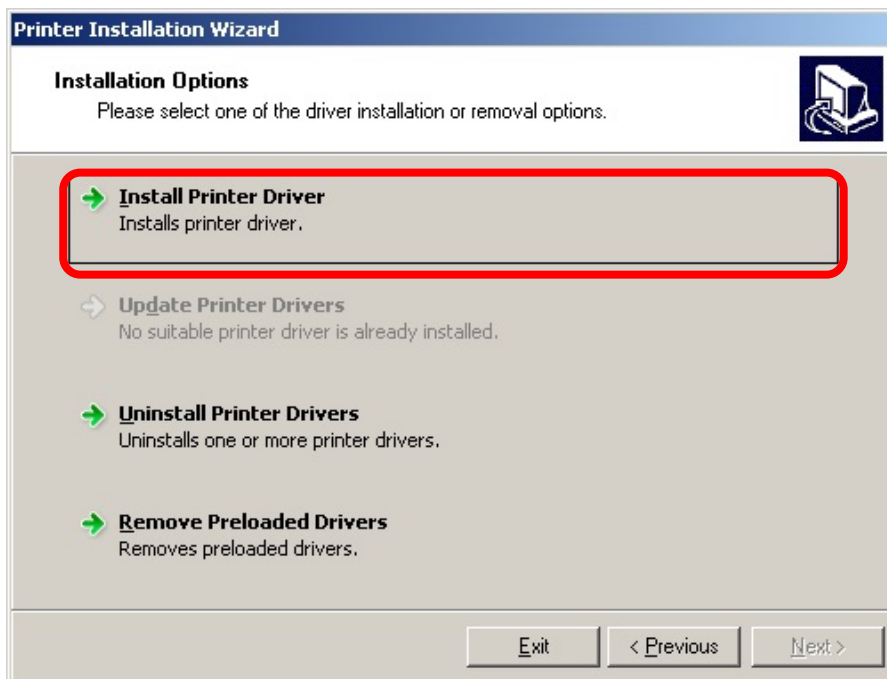 Printer Installation Wizard
Installation Options
Please select one of the driver installation or removal options.
Install Printer Driver
Installs printer driver.
Update Printer Drivers
No suitable printer driver is already installed.
Uninstall Printer Drivers
Uninstalls one or more printer drivers.
Remove Preloaded Drivers
Removes preloaded drivers.
Exit < Previous Next >